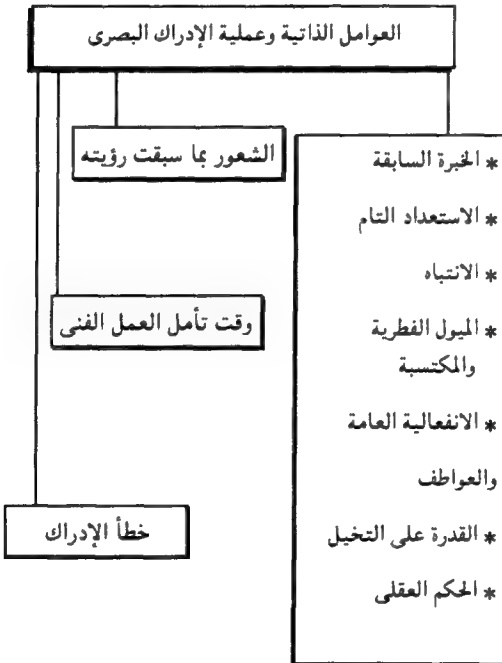 العوامل الذاتية وعملية الإدراك البصرى
* الخبرة السابقة
* الاستعداد التام
* الانتباه
* الميول الفطرية
والمكتسبة
* الانفعالية العامة
والعواطف
* القدرة على التخيل
* الحكم العقلى
الشعور بما سبقت رؤيته
وقت تأمل العمل الفنى
خطأ الإدراك